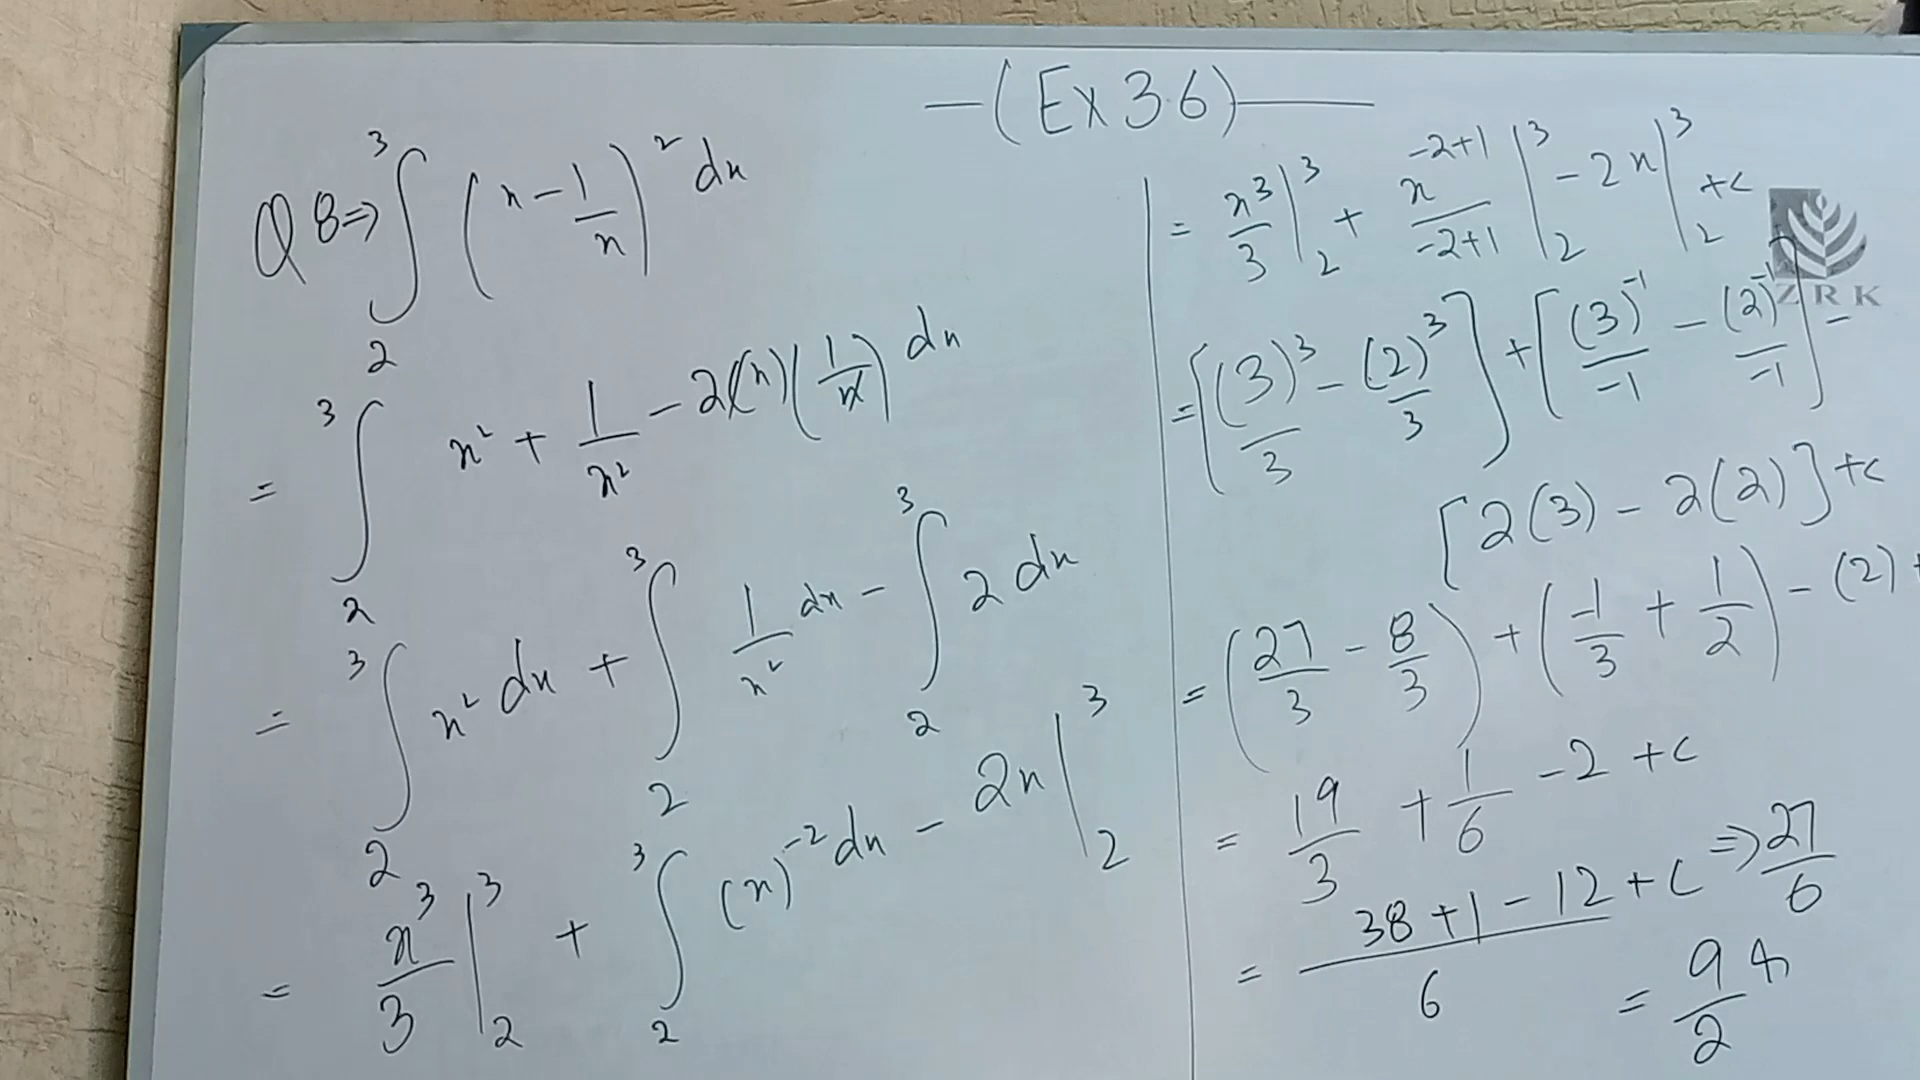 (Ex 3.6)
Q 8 ⇒ ∫₂³ (x - 1/x)² dx
= ∫₂³ x² + 1/x² - 2(x)(1/x) dx
= ∫₂³ x² dx + ∫₂³ 1/x² dx - ∫₂³ 2 dx
= x³/3 |₂³ + ∫₂³ (x)⁻² dx - 2x |₂³
= x³/3 |₂³ + x⁻²⁺¹/-2+1 |₂³ - 2x |₂³ + c
ZRK
= [(3)³/3 - (2)³/3] + [(3)⁻¹/-1 - (2)⁻¹/-1] -
[2(3) - 2(2)] + c
= (27/3 - 8/3) + (-1/3 + 1/2) - (2) +
= 19/3 + 1/6 - 2 + c
= 38 + 1 - 12/6 + c ⇒ 27/6
= 9/2